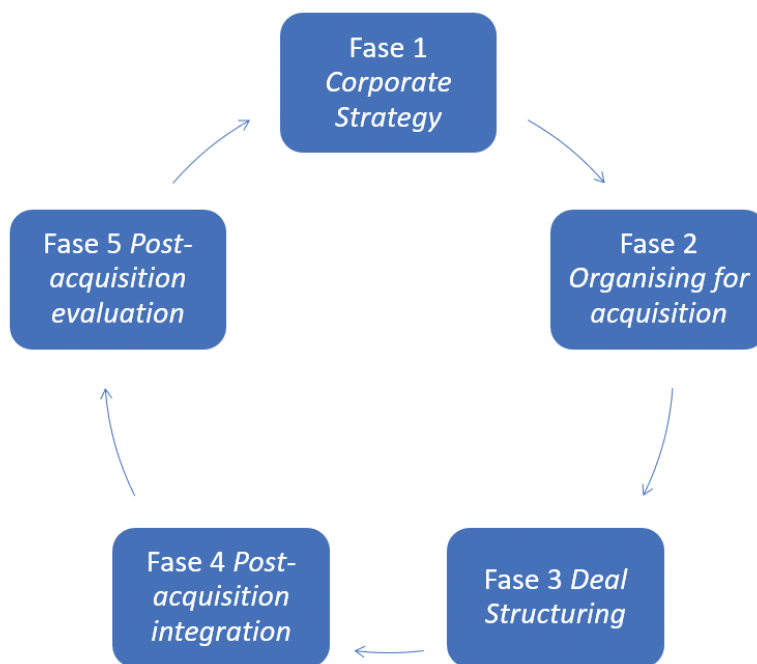 Fase 1
Corporate
Strategy
Fase 2
Organising for
acquisition
Fase 3 Deal
Structuring
Fase 4 Post-
acquisition
integration
Fase 5 Post-
acquisition
evaluation